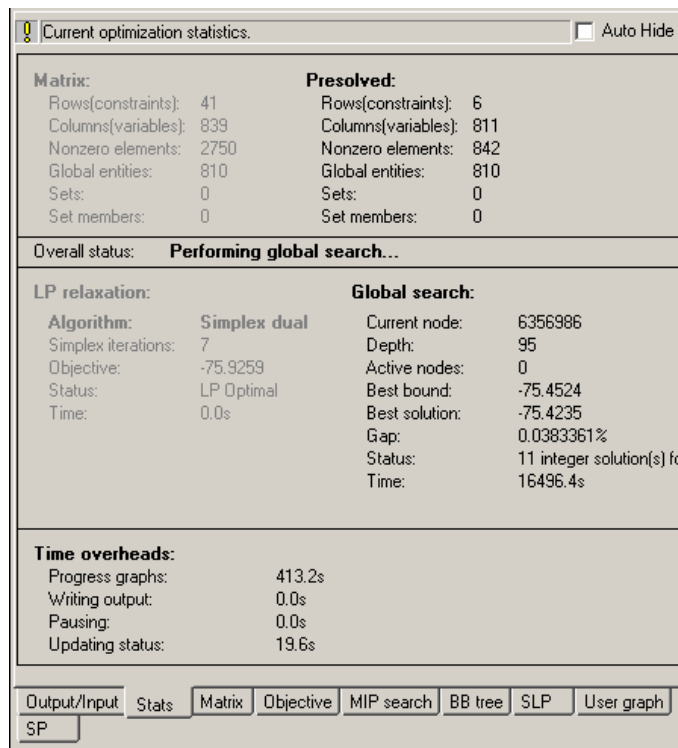 Current optimization statistics.
Auto Hide
Matrix:
Rows(constraints): 41
Columns(variables): 839
Nonzero elements: 2750
Global entities: 810
Sets: 0
Set members: 0
Presolved:
Rows(constraints): 6
Columns(variables): 811
Nonzero elements: 842
Global entities: 810
Sets: 0
Set members: 0
Overall status: Performing global search...
LP relaxation:
Algorithm: Simplex dual
Simplex iterations: 7
Objective: -75.9259
Status: LP Optimal
Time: 0.0s
Global search:
Current node: 6356986
Depth: 95
Active nodes: 0
Best bound: -75.4524
Best solution: -75.4235
Gap: 0.0383361%
Status: 11 integer solution(s) fo
Time: 16496.4s
Time overheads:
Progress graphs: 413.2s
Writing output: 0.0s
Pausing: 0.0s
Updating status: 19.6s
Output/Input Stats Matrix Objective MIP search BB tree SLP User graph
SP